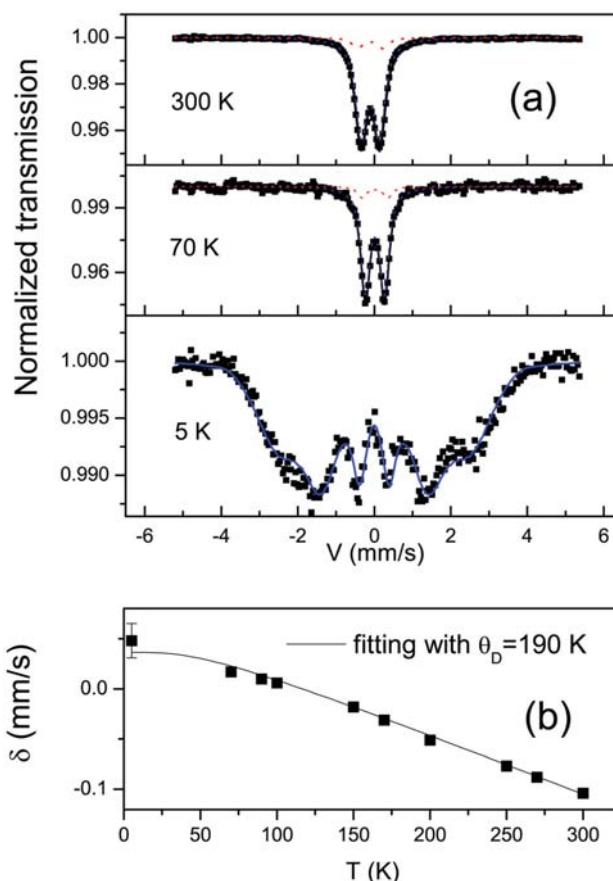 Normalized transmission
1.00
0.98
0.96
300 K
(a)
0.99
0.96
70 K
1.000
0.995
0.990
5 K
-6 -4 -2 0 2 4 6
V (mm/s)
δ (mm/s)
0.0
-0.1
fitting with θ_D=190 K
(b)
0 50 100 150 200 250 300
T (K)